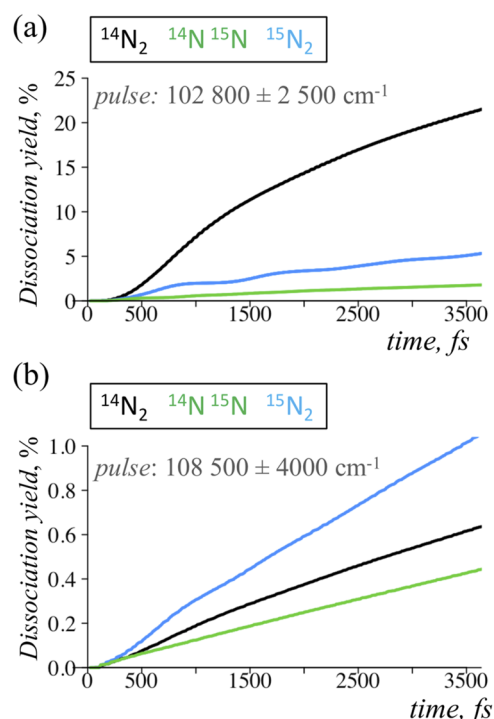 (a)
¹⁴N₂ ¹⁴N ¹⁵N ¹⁵N₂
Dissociation yield, %
pulse: 102 800 ± 2 500 cm⁻¹
25
20
15
10
5
0
0 500 1500 2500 3500
time, fs
(b)
¹⁴N₂ ¹⁴N ¹⁵N ¹⁵N₂
Dissociation yield, %
pulse: 108 500 ± 4000 cm⁻¹
1.0
0.8
0.6
0.4
0.2
0.0
0 500 1500 2500 3500
time, fs